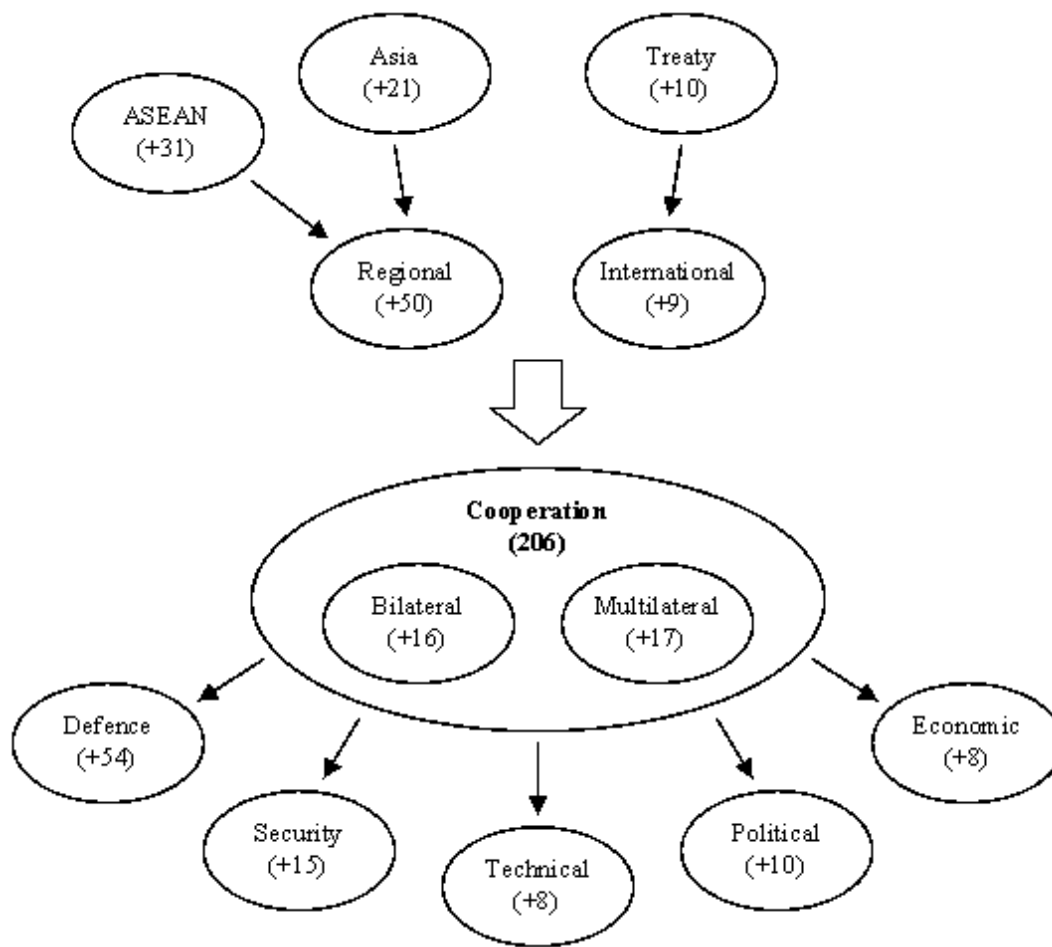 Asia
(+21)
Treaty
(+10)
ASEAN
(+31)
Regional
(+50)
International
(+9)
Cooperation
(206)
Bilateral
(+16)
Multilateral
(+17)
Defence
(+54)
Economic
(+8)
Security
(+15)
Political
(+10)
Technical
(+8)